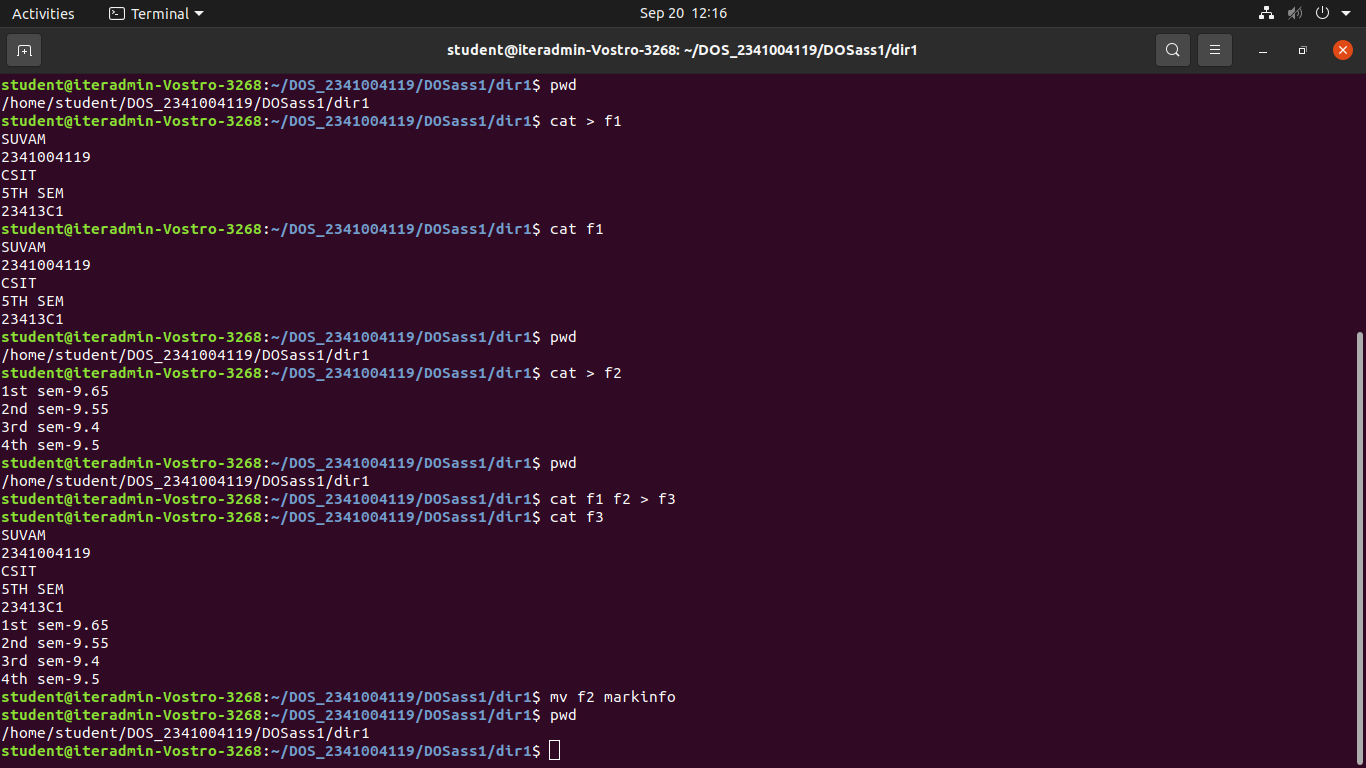 Activities Terminal Sep 20 12:16
student@iteradmin-Vostro-3268: ~/DOS_2341004119/DOSass1/dir1
student@iteradmin-Vostro-3268:~/DOS_2341004119/DOSass1/dir1$ pwd
/home/student/DOS_2341004119/DOSass1/dir1
student@iteradmin-Vostro-3268:~/DOS_2341004119/DOSass1/dir1$ cat > f1
SUVAM
2341004119
CSIT
5TH SEM
23413C1
student@iteradmin-Vostro-3268:~/DOS_2341004119/DOSass1/dir1$ cat f1
SUVAM
2341004119
CSIT
5TH SEM
23413C1
student@iteradmin-Vostro-3268:~/DOS_2341004119/DOSass1/dir1$ pwd
/home/student/DOS_2341004119/DOSass1/dir1
student@iteradmin-Vostro-3268:~/DOS_2341004119/DOSass1/dir1$ cat > f2
1st sem-9.65
2nd sem-9.55
3rd sem-9.4
4th sem-9.5
student@iteradmin-Vostro-3268:~/DOS_2341004119/DOSass1/dir1$ pwd
/home/student/DOS_2341004119/DOSass1/dir1
student@iteradmin-Vostro-3268:~/DOS_2341004119/DOSass1/dir1$ cat f1 f2 > f3
student@iteradmin-Vostro-3268:~/DOS_2341004119/DOSass1/dir1$ cat f3
SUVAM
2341004119
CSIT
5TH SEM
23413C1
1st sem-9.65
2nd sem-9.55
3rd sem-9.4
4th sem-9.5
student@iteradmin-Vostro-3268:~/DOS_2341004119/DOSass1/dir1$ mv f2 markinfo
student@iteradmin-Vostro-3268:~/DOS_2341004119/DOSass1/dir1$ pwd
/home/student/DOS_2341004119/DOSass1/dir1
student@iteradmin-Vostro-3268:~/DOS_2341004119/DOSass1/dir1$